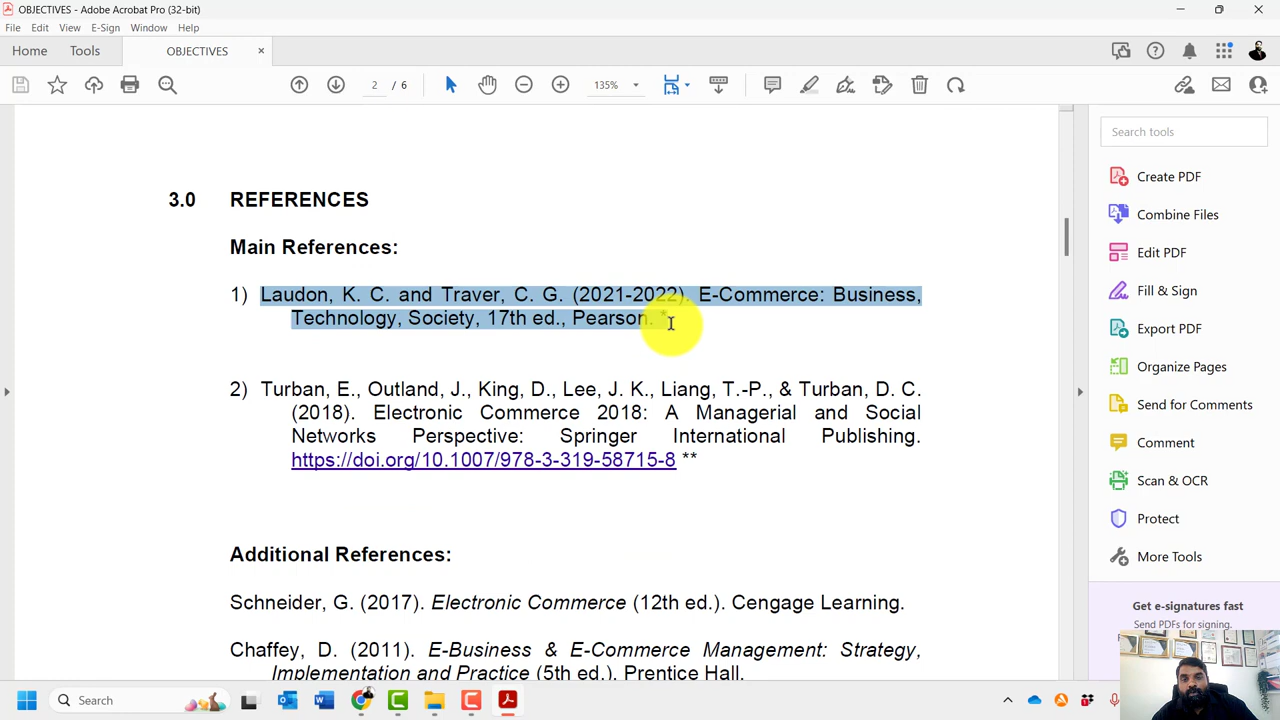 OBJECTIVES - Adobe Acrobat Pro (32-bit)
File Edit View E-Sign Window Help
Home Tools OBJECTIVES ×
2 / 6 135%
3.0 REFERENCES
Main References:
1) Laudon, K. C. and Traver, C. G. (2021-2022). E-Commerce: Business,
Technology, Society, 17th ed., Pearson. *
2) Turban, E., Outland, J., King, D., Lee, J. K., Liang, T.-P., & Turban, D. C.
(2018). Electronic Commerce 2018: A Managerial and Social
Networks Perspective: Springer International Publishing.
https://doi.org/10.1007/978-3-319-58715-8 **
Additional References:
Schneider, G. (2017). Electronic Commerce (12th ed.). Cengage Learning.
Chaffey, D. (2011). E-Business & E-Commerce Management: Strategy,
Implementation and Practice (5th ed.). Prentice Hall.
Search tools
Create PDF
Combine Files
Edit PDF
Fill & Sign
Export PDF
Organize Pages
Send for Comments
Comment
Scan & OCR
Protect
More Tools
Get e-signatures fast
Send PDFs for signing.
Search